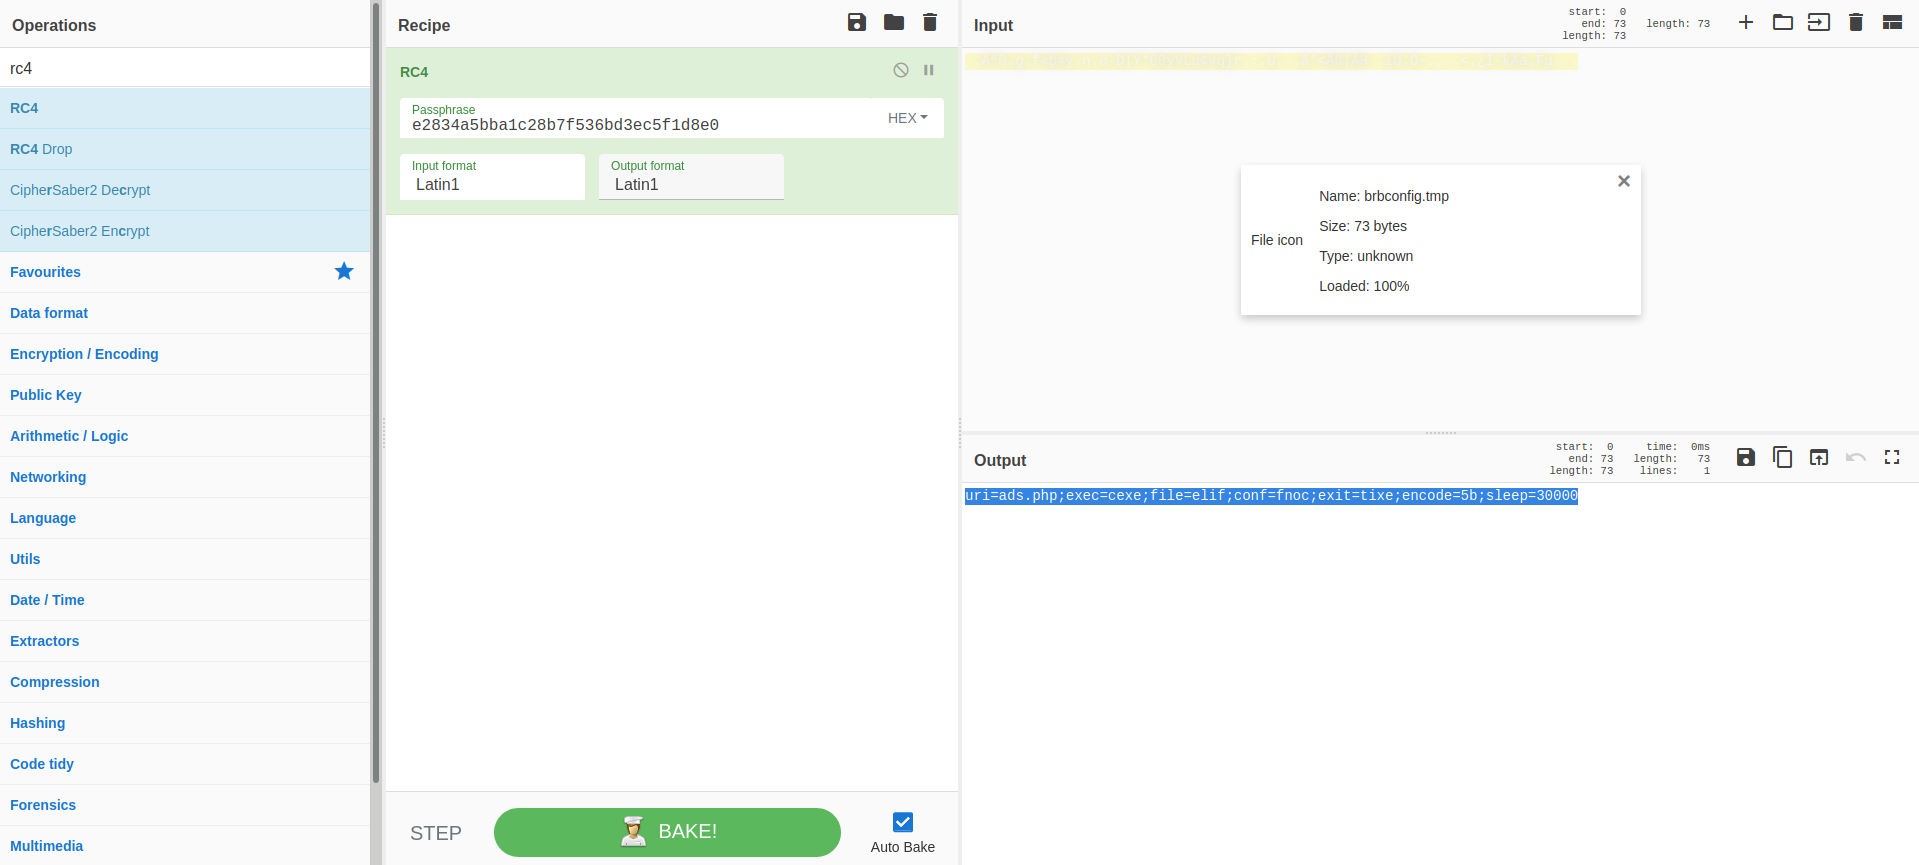 Operations
rc4
RC4
RC4 Drop
CipherSaber2 Decrypt
CipherSaber2 Encrypt
Favourites
Data format
Encryption / Encoding
Public Key
Arithmetic / Logic
Networking
Language
Utils
Date / Time
Extractors
Compression
Hashing
Code tidy
Forensics
Multimedia
Recipe
RC4
Passphrase
e2834a5bba1c28b7f536bd3ec5f1d8e0
HEX
Input format
Latin1
Output format
Latin1
STEP
BAKE!
Auto Bake
Input
start: 0
end: 73
length: 73
length: 73
File icon
Name: brbconfig.tmp
Size: 73 bytes
Type: unknown
Loaded: 100%
Output
start: 0
end: 73
length: 73
time: 0ms
length: 73
lines: 1
uri=ads.php;exec=cexe;file=elif;conf=fnoc;exit=tixe;encode=5b;sleep=30000